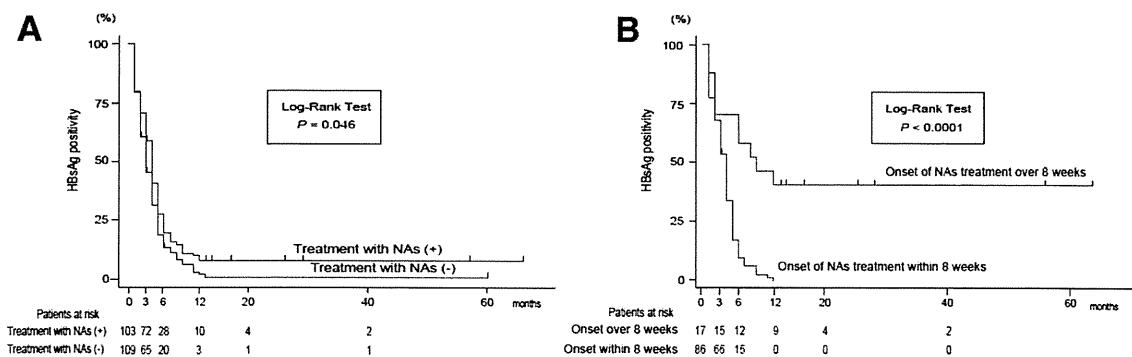 A
(%)
100
75
50
25
0
HBsAg positivity
Log-Rank Test
P = 0.046
Treatment with NAs (+)
Treatment with NAs (-)
0 3 6 12 20 40 60 months
Patients at risk
Treatment with NAs (+) 103 72 28 10 4 2
Treatment with NAs (-) 109 65 20 3 1 1
B
(%)
100
75
50
25
0
HBsAg positivity
Log-Rank Test
P < 0.0001
Onset of NAs treatment over 8 weeks
Onset of NAs treatment within 8 weeks
0 3 6 12 20 40 60 months
Patients at risk
Onset over 8 weeks 17 15 12 9 4 2
Onset within 8 weeks 86 66 15 0 0 0